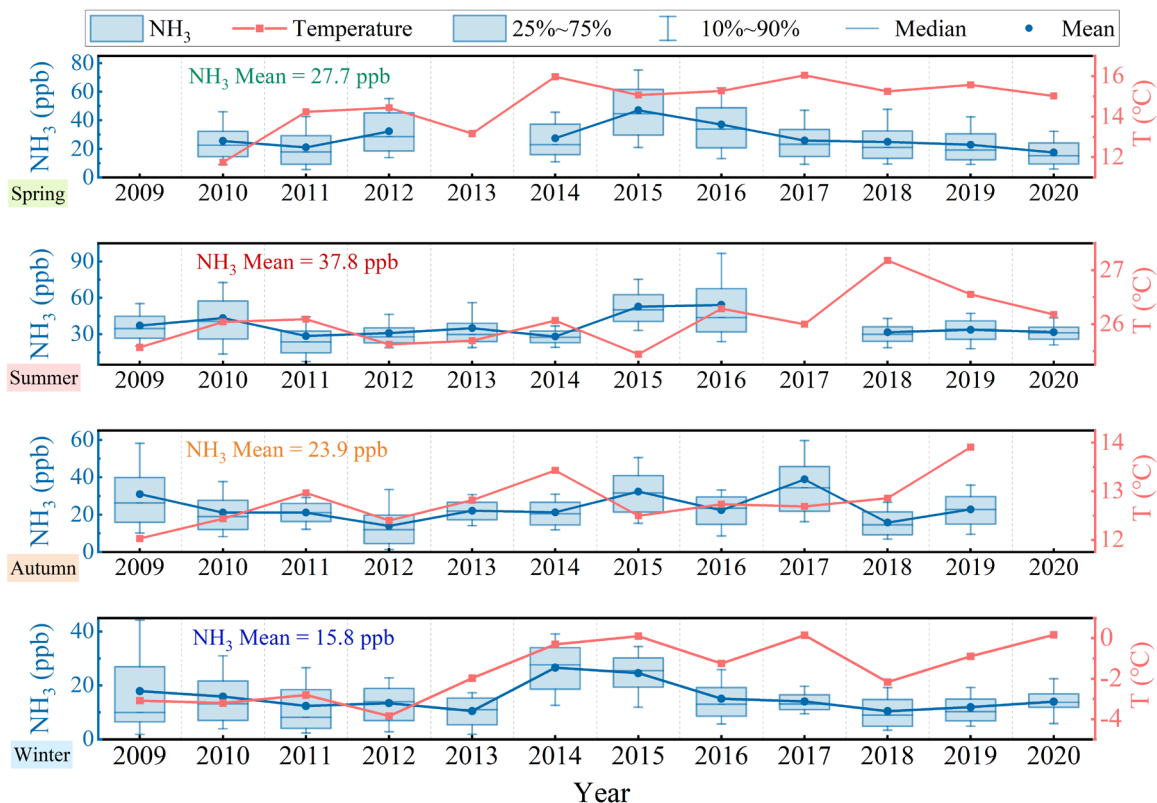 NH3 Temperature 25%~75% 10%~90% Median Mean
NH3 Mean = 27.7 ppb
NH3 (ppb)
80
60
40
20
0
16
14
12
T (°C)
2009 2010 2011 2012 2013 2014 2015 2016 2017 2018 2019 2020
Spring
NH3 Mean = 37.8 ppb
NH3 (ppb)
90
60
30
27
26
T (°C)
2009 2010 2011 2012 2013 2014 2015 2016 2017 2018 2019 2020
Summer
NH3 Mean = 23.9 ppb
NH3 (ppb)
60
40
20
0
14
13
12
T (°C)
2009 2010 2011 2012 2013 2014 2015 2016 2017 2018 2019 2020
Autumn
NH3 Mean = 15.8 ppb
NH3 (ppb)
40
20
0
0
−2
−4
T (°C)
2009 2010 2011 2012 2013 2014 2015 2016 2017 2018 2019 2020
Winter
Year